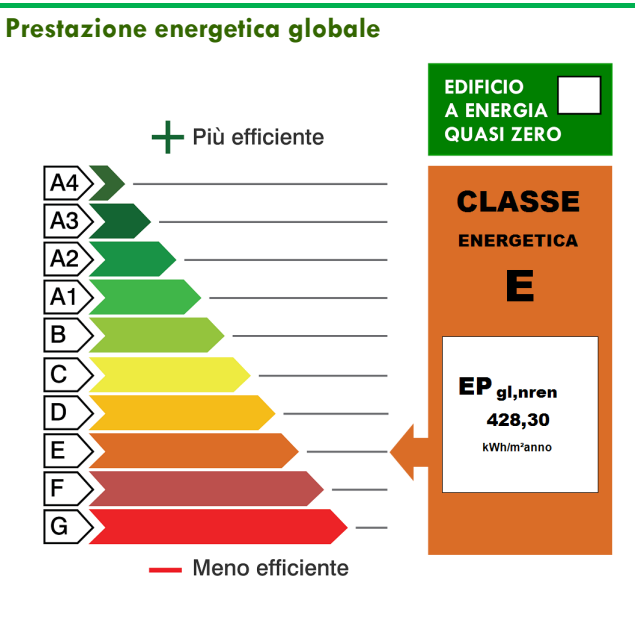 Prestazione energetica globale
EDIFICIO
A ENERGIA
QUASI ZERO
+ Più efficiente
A4
A3
A2
A1
B
C
D
E
F
G
— Meno efficiente
CLASSE
ENERGETICA
E
EP gl,nren
428,30
kWh/m²anno